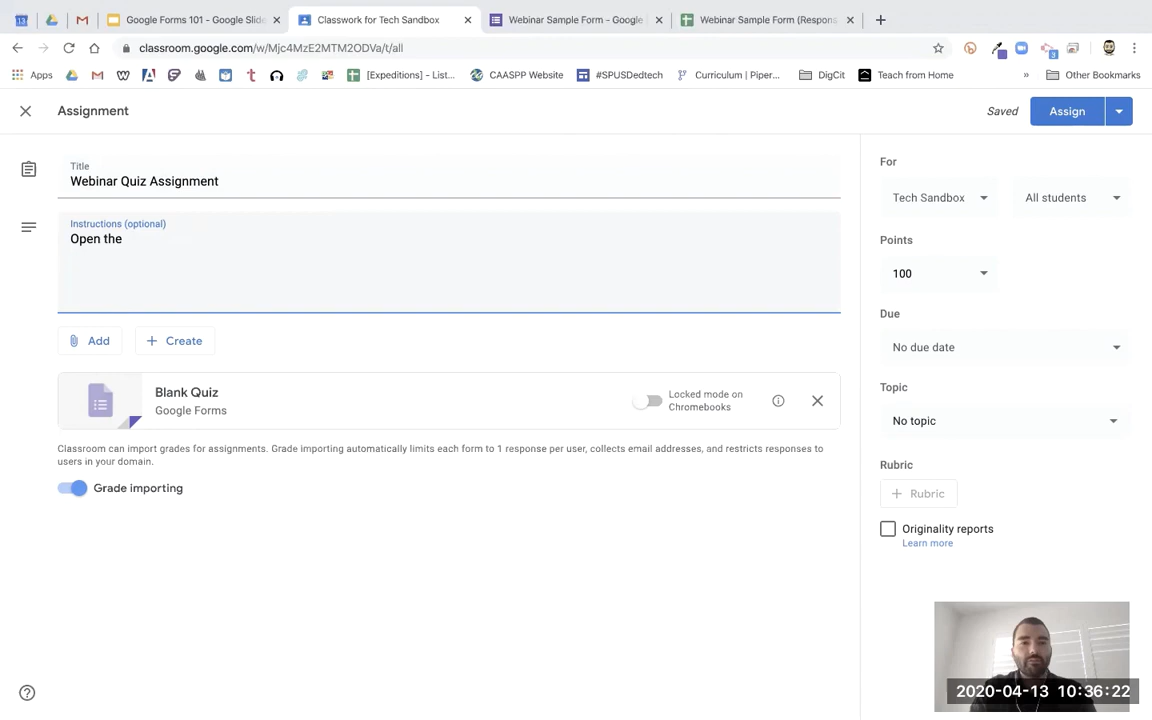 Google Forms 101 - Google Slide
Classwork for Tech Sandbox
Webinar Sample Form - Google
Webinar Sample Form (Respons
classroom.google.com/w/Mjc4MzE2MTM2ODVa/t/all
Apps
[Expeditions] - List...
CAASPP Website
#SPUSDedtech
Curriculum | Piper...
DigCit
Teach from Home
»
Other Bookmarks
Assignment
Saved
Assign
Title
Webinar Quiz Assignment
Instructions (optional)
Open the
Add
Create
Blank Quiz
Google Forms
Locked mode on
Chromebooks
Classroom can import grades for assignments. Grade importing automatically limits each form to 1 response per user, collects email addresses, and restricts responses to
users in your domain.
Grade importing
For
Tech Sandbox
All students
Points
100
Due
No due date
Topic
No topic
Rubric
Rubric
Originality reports
Learn more
2020-04-13 10:36:22